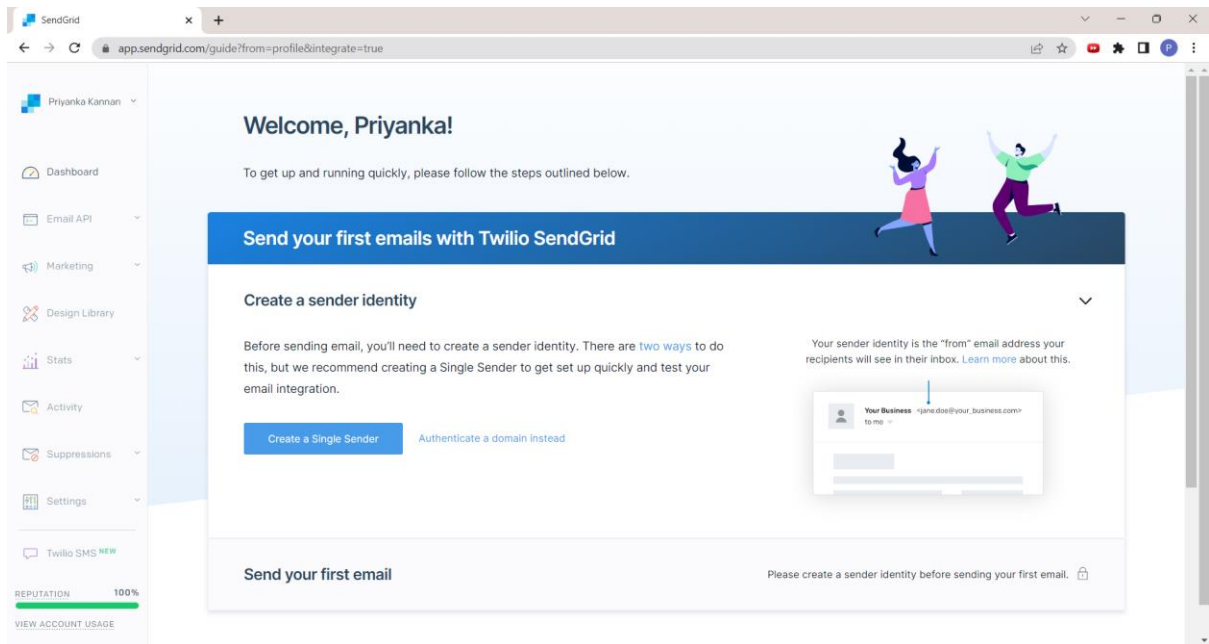 SendGrid
app.sendgrid.com/guide?from=profile&integrate=true
P
Priyanka Kannan
Dashboard
Email API
Marketing
Design Library
Stats
Activity
Suppressions
Settings
Twilio SMS NEW
REPUTATION 100%
VIEW ACCOUNT USAGE
Welcome, Priyanka!
To get up and running quickly, please follow the steps outlined below.
Send your first emails with Twilio SendGrid
Create a sender identity
Before sending email, you'll need to create a sender identity. There are two ways to do
this, but we recommend creating a Single Sender to get set up quickly and test your
email integration.
Create a Single Sender
Authenticate a domain instead
Your sender identity is the "from" email address your
recipients will see in their inbox. Learn more about this.
Your Business <jane.doe@your_business.com>
to me
Send your first email
Please create a sender identity before sending your first email.